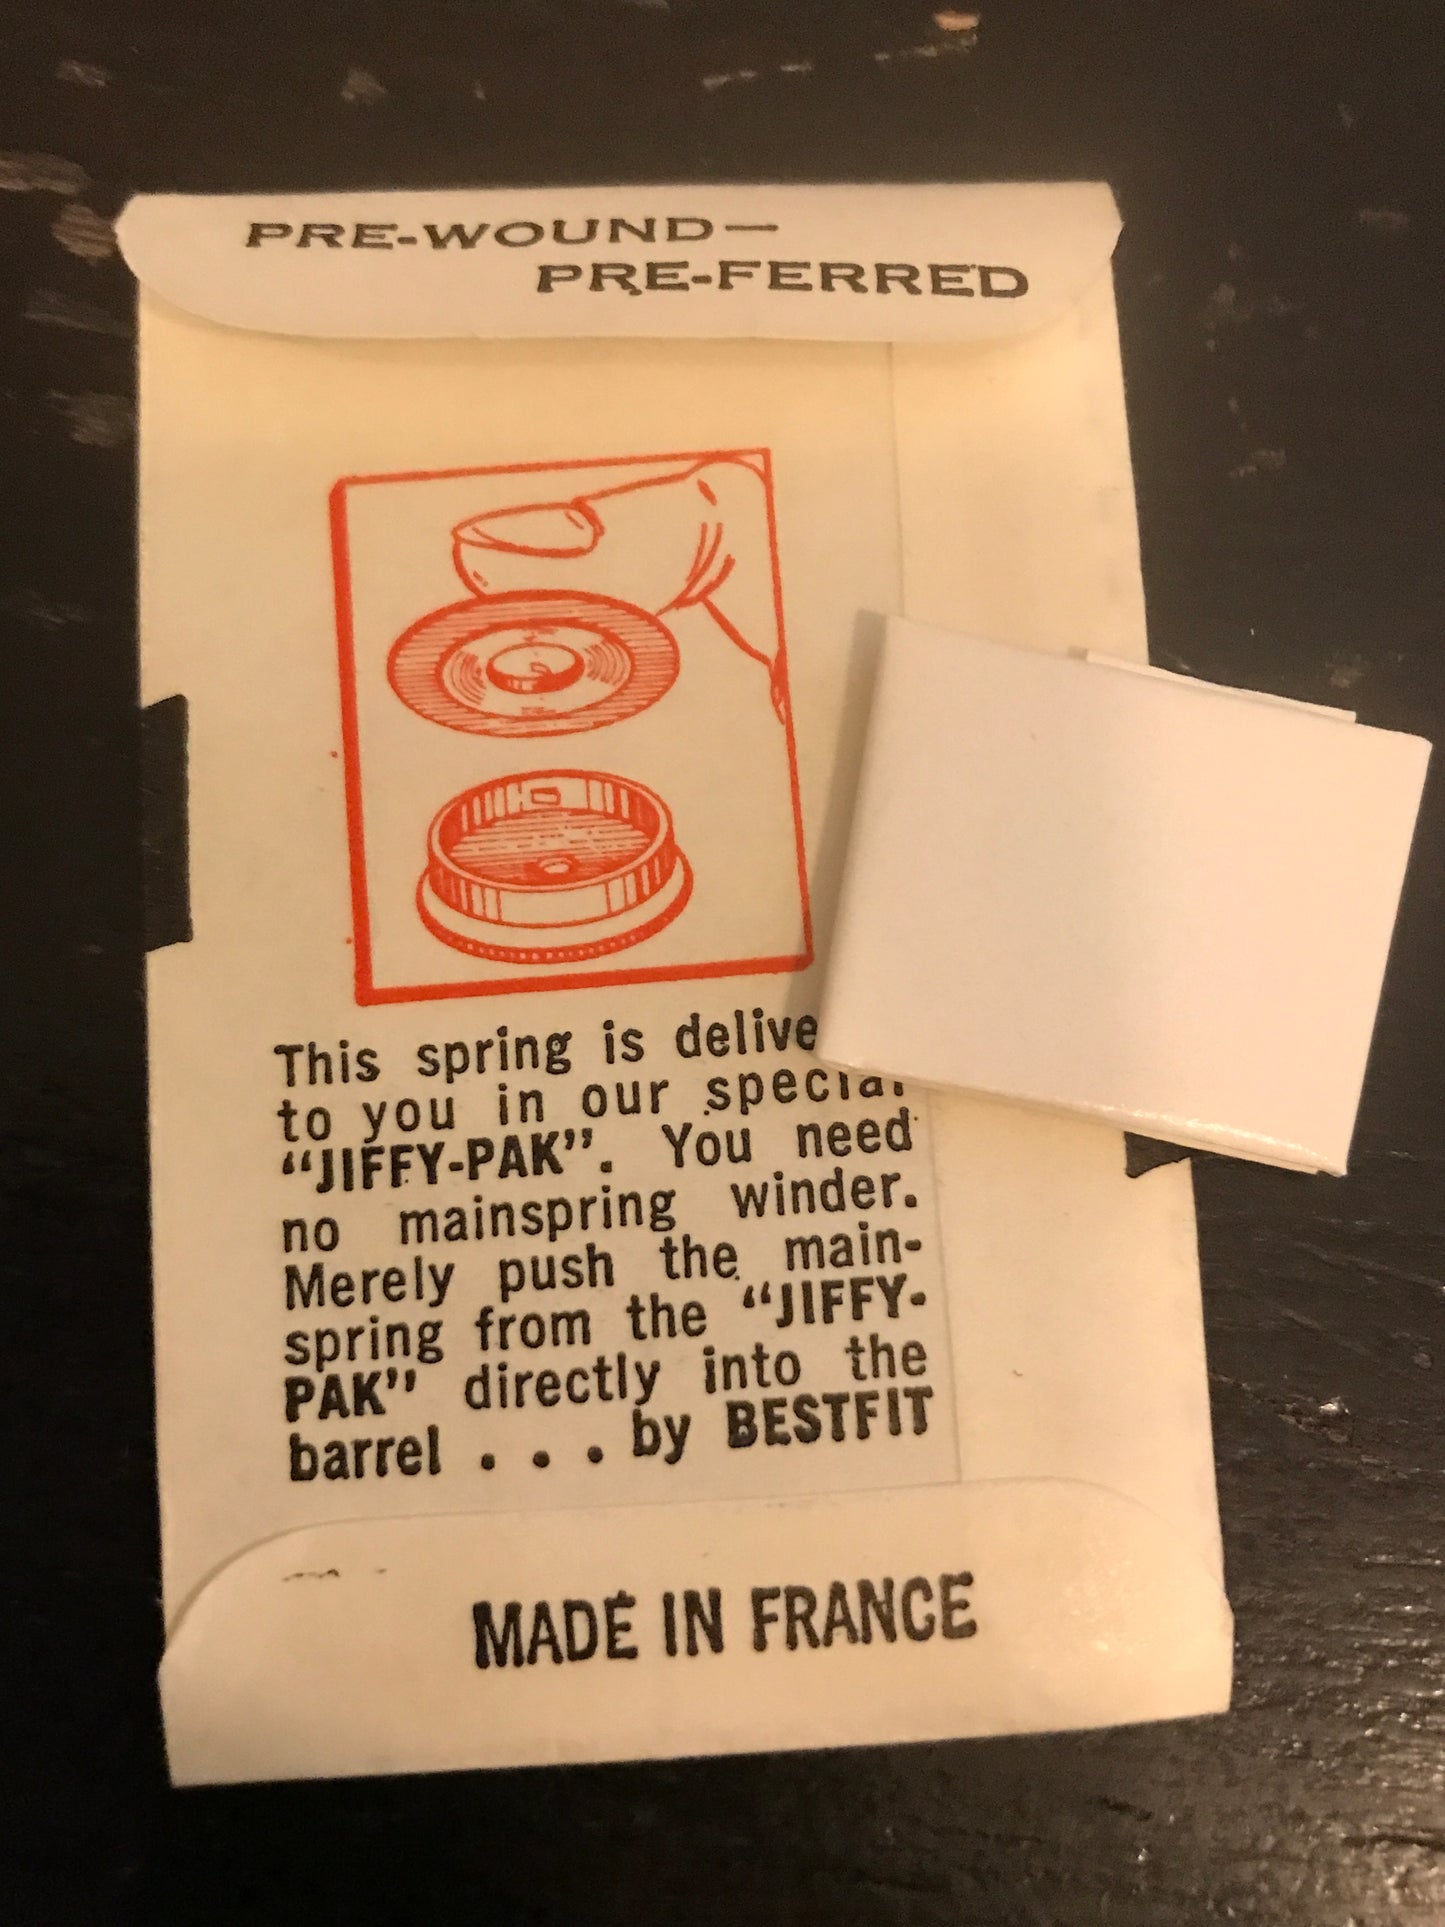 PRE-WOUND—
PRE-FERRED
This spring is delive
to you in our special
“JIFFY-PAK”. You need
no mainspring winder.
Merely push the main-
spring from the “JIFFY-
PAK” directly into the
barrel . . . by BESTFIT
MADE IN FRANCE